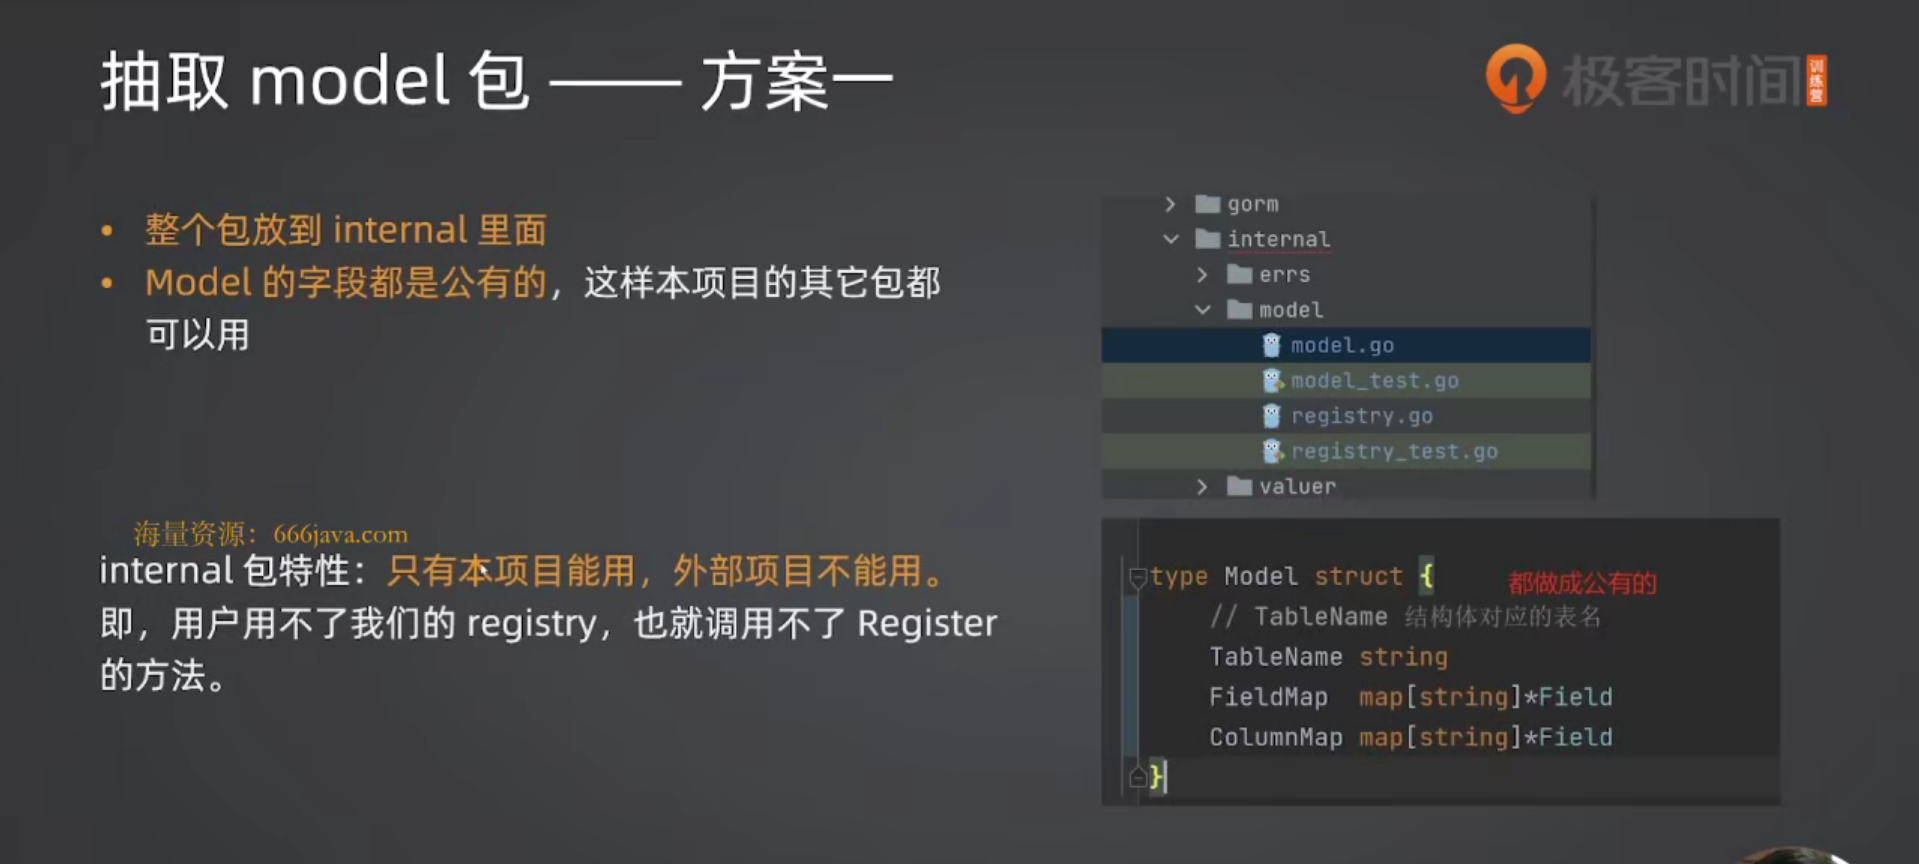 抽取 model 包 —— 方案一
极客时间
训练营
• 整个包放到 internal 里面
• Model 的字段都是公有的，这样本项目的其它包都
可以用
海量资源：666java.com
internal 包特性：只有本项目能用，外部项目不能用。
即，用户用不了我们的 registry，也就调用不了 Register
的方法。
gorm
internal
errs
model
model.go
model_test.go
registry.go
registry_test.go
valuer
type Model struct {
都做成公有的
// TableName 结构体对应的表名
TableName string
FieldMap map[string]*Field
ColumnMap map[string]*Field
}